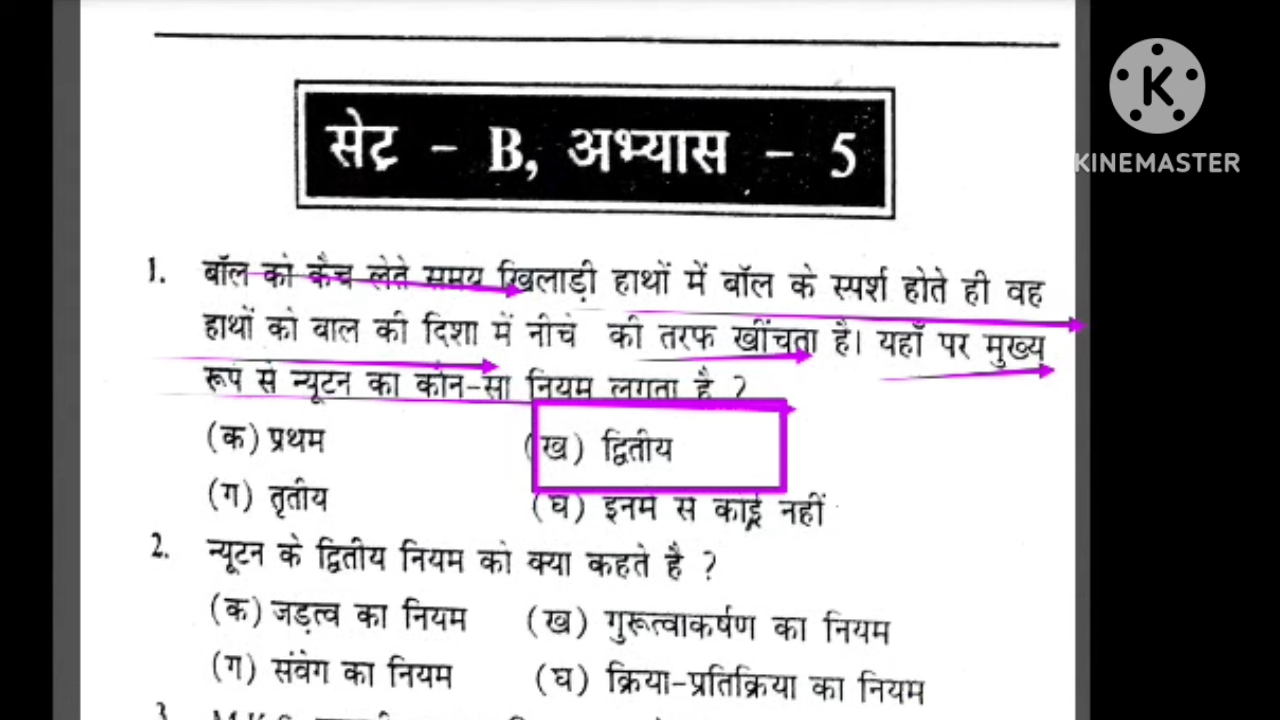 K
KINEMASTER
सेट - B, अभ्यास - 5
1. बॉल को कैच लेते समय खिलाड़ी हाथों में बॉल के स्पर्श होते ही वह
हाथों को बाल की दिशा में नीचे की तरफ खींचता है। यहाँ पर मुख्य
रूप से न्यूटन का कौन-सा नियम लगता है ?
(क) प्रथम (ख) द्वितीय
(ग) तृतीय (घ) इनमें से कोई नहीं
2. न्यूटन के द्वितीय नियम को क्या कहते है ?
(क) जड़त्व का नियम (ख) गुरूत्वाकर्षण का नियम
(ग) संवेग का नियम (घ) क्रिया-प्रतिक्रिया का नियम
3.